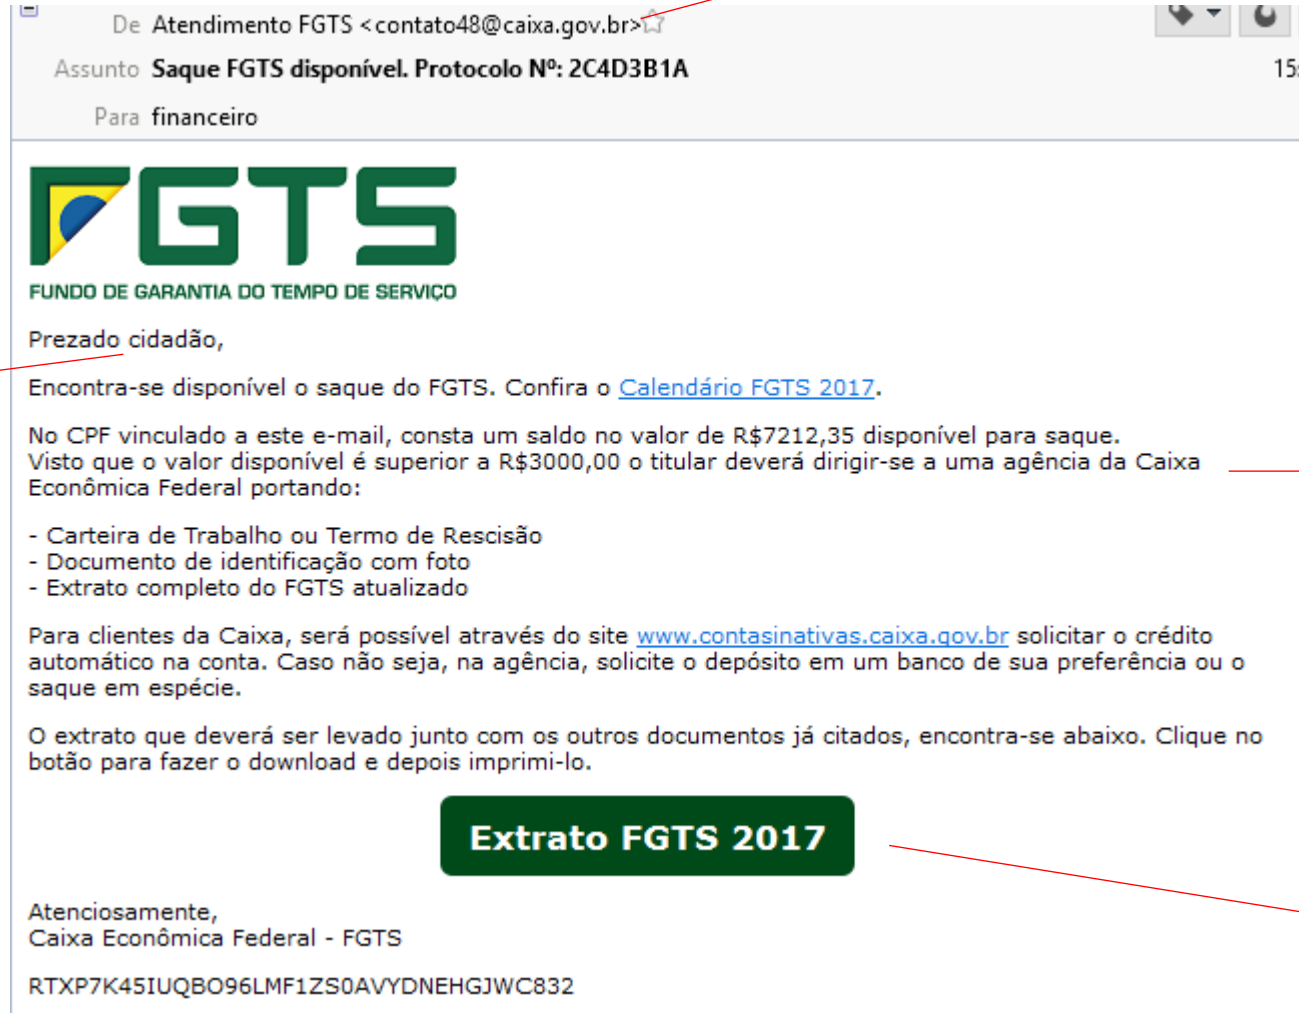 De Atendimento FGTS <contato48@caixa.gov.br>
Assunto Saque FGTS disponível. Protocolo Nº: 2C4D3B1A 15:
Para financeiro
FGTS
FUNDO DE GARANTIA DO TEMPO DE SERVIÇO
Prezado cidadão,
Encontra-se disponível o saque do FGTS. Confira o Calendário FGTS 2017.
No CPF vinculado a este e-mail, consta um saldo no valor de R$7212,35 disponível para saque.
Visto que o valor disponível é superior a R$3000,00 o titular deverá dirigir-se a uma agência da Caixa
Econômica Federal portando:
- Carteira de Trabalho ou Termo de Rescisão
- Documento de identificação com foto
- Extrato completo do FGTS atualizado
Para clientes da Caixa, será possível através do site www.contasinativas.caixa.gov.br solicitar o crédito
automático na conta. Caso não seja, na agência, solicite o depósito em um banco de sua preferência ou o
saque em espécie.
O extrato que deverá ser levado junto com os outros documentos já citados, encontra-se abaixo. Clique no
botão para fazer o download e depois imprimi-lo.
Extrato FGTS 2017
Atenciosamente,
Caixa Econômica Federal - FGTS
RTXP7K45IUQBO96LMF1ZS0AVYDNEHGJWC832